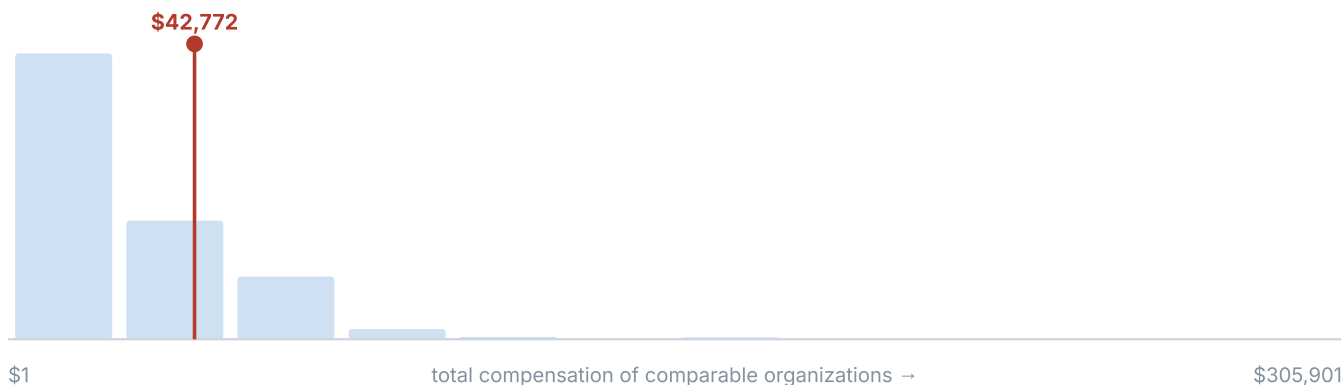 $42,772
$1
total compensation of comparable organizations →
$305,901